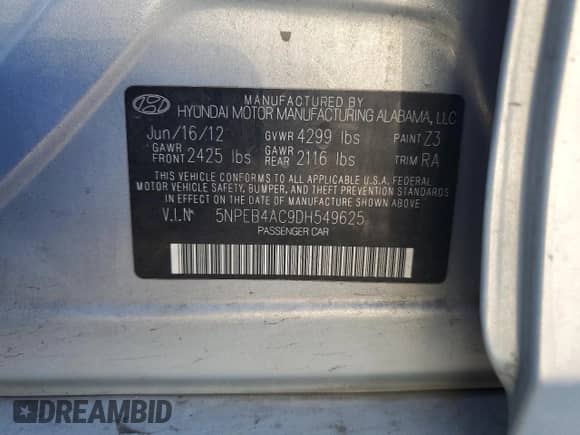 MANUFACTURED BY
HYUNDAI MOTOR MANUFACTURING ALABAMA, LLC
Jun/16/12 GVWR 4299 lbs PAINT Z3
GAWR FRONT 2425 lbs GAWR REAR 2116 lbs TRIM RA
THIS VEHICLE CONFORMS TO ALL APPLICABLE U.S.A. FEDERAL
MOTOR VEHICLE SAFETY, BUMPER, AND THEFT PREVENTION STANDARDS
IN EFFECT ON THE DATE OF MANUFACTURE SHOWN ABOVE.
V.I.N 5NPEB4AC9DH549625
PASSENGER CAR
DREAMBID